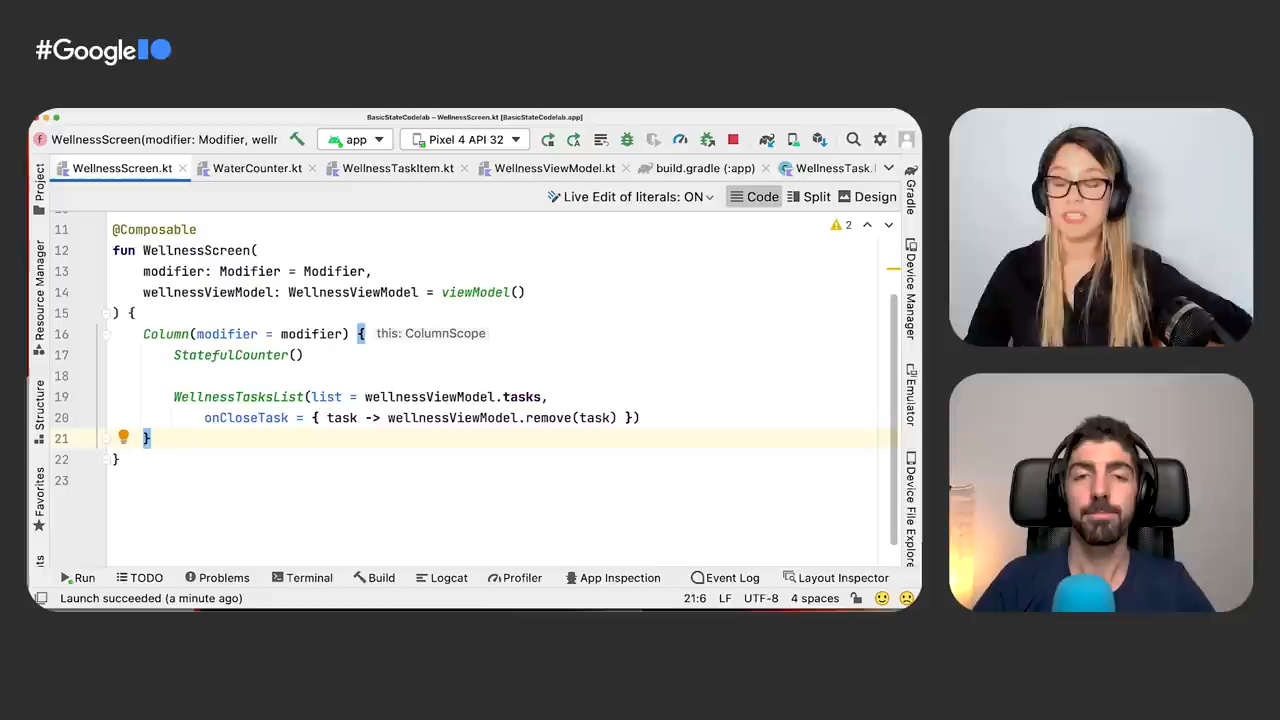 #Google IO
BasicStateCodelab – WellnessScreen.kt [BasicStateCodelab.app]
WellnessScreen(modifier: Modifier, wellr
app
Pixel 4 API 32
WellnessScreen.kt
WaterCounter.kt
WellnessTaskItem.kt
WellnessViewModel.kt
build.gradle (:app)
WellnessTask.
Live Edit of literals: ON
Code
Split
Design
2
11 @Composable
12 fun WellnessScreen(
13 modifier: Modifier = Modifier,
14 wellnessViewModel: WellnessViewModel = viewModel()
15 ) {
16 Column(modifier = modifier) { this: ColumnScope
17 StatefulCounter()
18
19 WellnessTasksList(list = wellnessViewModel.tasks,
20 onCloseTask = { task -> wellnessViewModel.remove(task) })
21 }
22 }
23
Project
Resource Manager
Structure
Favorites
Gradle
Device Manager
Emulator
Device File Explore
Run
TODO
Problems
Terminal
Build
Logcat
Profiler
App Inspection
Event Log
Layout Inspector
Launch succeeded (a minute ago)
21:6
LF
UTF-8
4 spaces